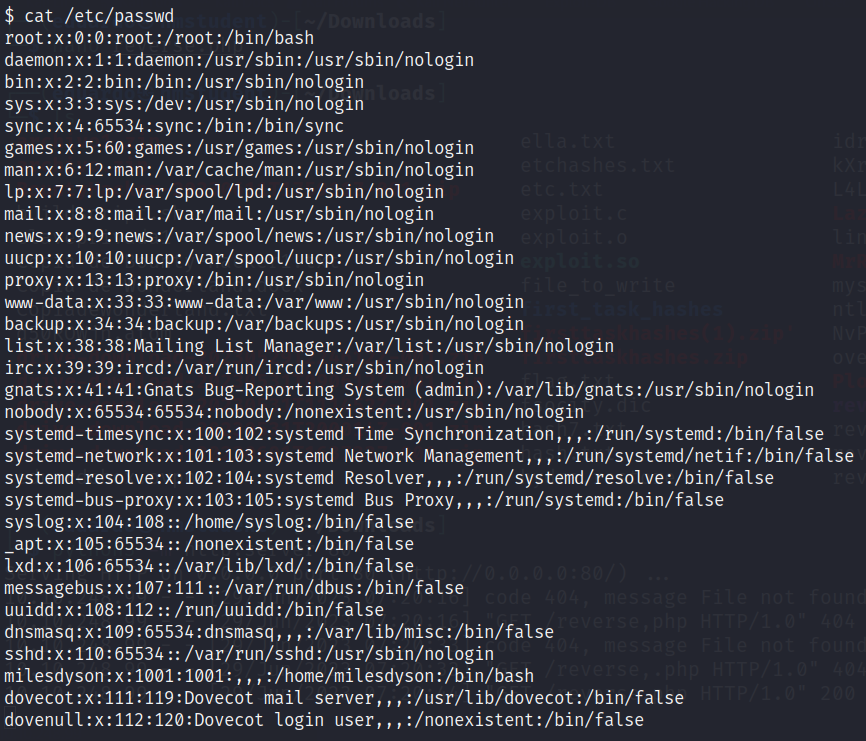 $ cat /etc/passwd
root:x:0:0:root:/root:/bin/bash
daemon:x:1:1:daemon:/usr/sbin:/usr/sbin/nologin
bin:x:2:2:bin:/bin:/usr/sbin/nologin
sys:x:3:3:sys:/dev:/usr/sbin/nologin
sync:x:4:65534:sync:/bin:/bin/sync
games:x:5:60:games:/usr/games:/usr/sbin/nologin
man:x:6:12:man:/var/cache/man:/usr/sbin/nologin
lp:x:7:7:lp:/var/spool/lpd:/usr/sbin/nologin
mail:x:8:8:mail:/var/mail:/usr/sbin/nologin
news:x:9:9:news:/var/spool/news:/usr/sbin/nologin
uucp:x:10:10:uucp:/var/spool/uucp:/usr/sbin/nologin
proxy:x:13:13:proxy:/bin:/usr/sbin/nologin
www-data:x:33:33:www-data:/var/www:/usr/sbin/nologin
backup:x:34:34:backup:/var/backups:/usr/sbin/nologin
list:x:38:38:Mailing List Manager:/var/list:/usr/sbin/nologin
irc:x:39:39:ircd:/var/run/ircd:/usr/sbin/nologin
gnats:x:41:41:Gnats Bug-Reporting System (admin):/var/lib/gnats:/usr/sbin/nologin
nobody:x:65534:65534:nobody:/nonexistent:/usr/sbin/nologin
systemd-timesync:x:100:102:systemd Time Synchronization,,,:/run/systemd:/bin/false
systemd-network:x:101:103:systemd Network Management,,,:/run/systemd/netif:/bin/false
systemd-resolve:x:102:104:systemd Resolver,,,:/run/systemd/resolve:/bin/false
systemd-bus-proxy:x:103:105:systemd Bus Proxy,,,:/run/systemd:/bin/false
syslog:x:104:108::/home/syslog:/bin/false
_apt:x:105:65534::/nonexistent:/bin/false
lxd:x:106:65534::/var/lib/lxd/:/bin/false
messagebus:x:107:111::/var/run/dbus:/bin/false
uuidd:x:108:112::/run/uuidd:/bin/false
dnsmasq:x:109:65534:dnsmasq,,,:/var/lib/misc:/bin/false
sshd:x:110:65534::/var/run/sshd:/usr/sbin/nologin
milesdyson:x:1001:1001:,,,:/home/milesdyson:/bin/bash
dovecot:x:111:119:Dovecot mail server,,,:/usr/lib/dovecot:/bin/false
dovenull:x:112:120:Dovecot login user,,,:/nonexistent:/bin/false
ella.txt
etchashes.txt
etc.txt
exploit.c
exploit.o
exploit.so
file_to_write
first_task_hashes